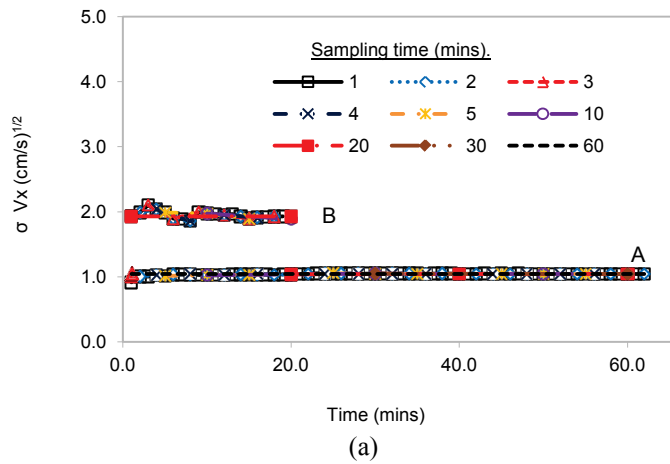 5.0
4.0
3.0
2.0
1.0
0.0
σ Vx (cm/s)1/2
Sampling time (mins).
1 2 3
4 5 10
20 30 60
B
A
0.0 20.0 40.0 60.0
Time (mins)
(a)